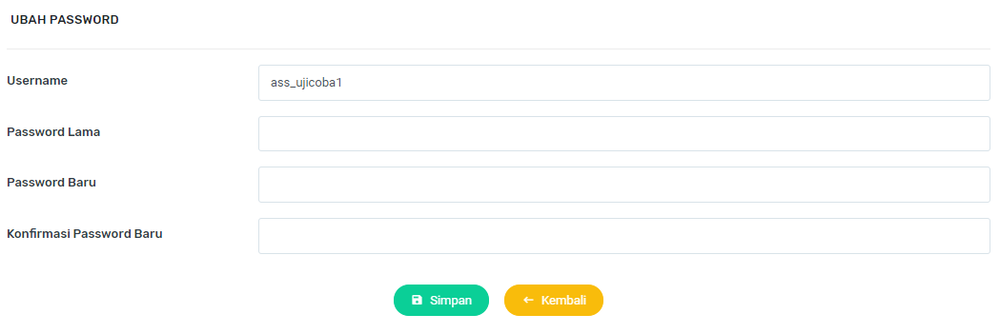 UBAH PASSWORD
Username
ass_ujicoba1
Password Lama
Password Baru
Konfirmasi Password Baru
Simpan
Kembali